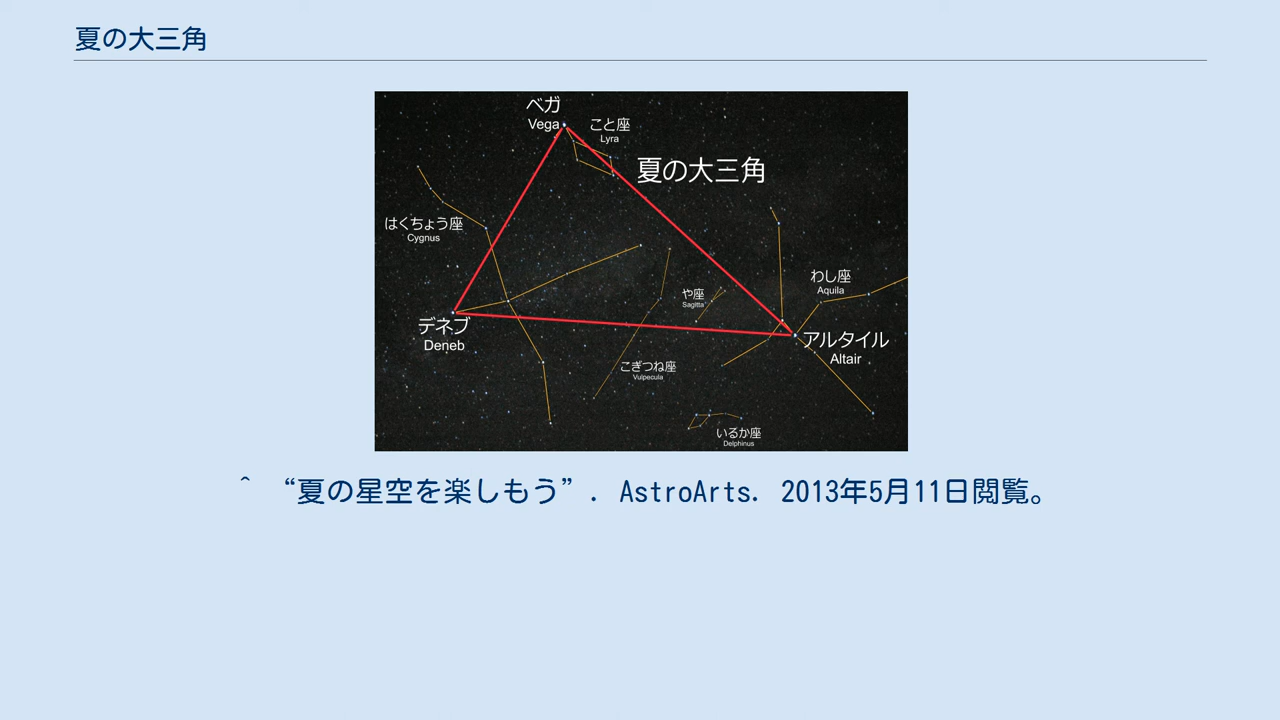 夏の大三角
ベガ
Vega
こと座
Lyra
夏の大三角
はくちょう座
Cygnus
わし座
Aquila
や座
Sagitta
デネブ
Deneb
アルタイル
Altair
こぎつね座
Vulpecula
いるか座
Delphinus
^ “夏の星空を楽しもう”. AstroArts. 2013年5月11日閲覧。